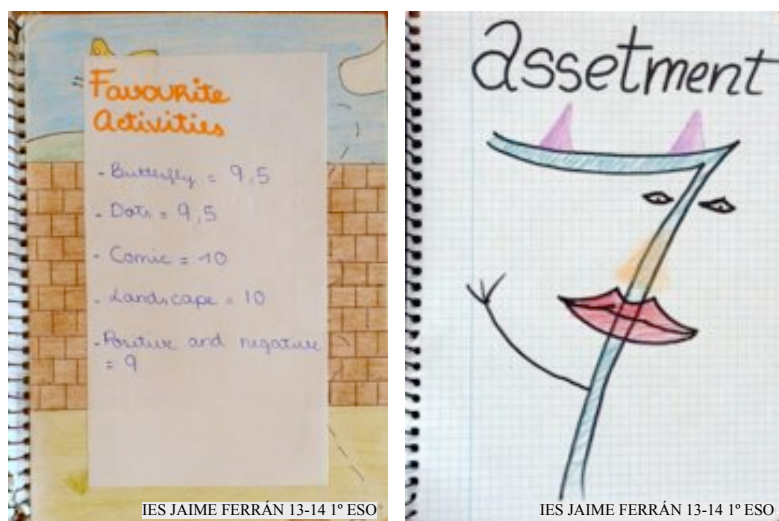 Favourite
Activities
- Butterfly = 9,5
- Dots = 9,5
- Comic = 10
- Landscape = 10
- Positive and negative
= 9
IES JAIME FERRÁN 13-14 1º ESO
assetment
IES JAIME FERRÁN 13-14 1º ESO